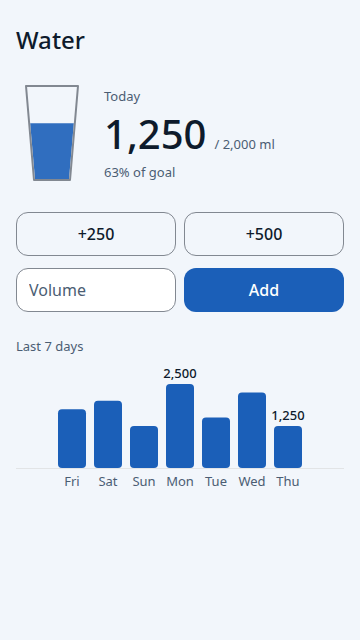 Water
Today
1,250 / 2,000 ml
63% of goal
+250 +500
Volume Add
Last 7 days
2,500
1,250
Fri Sat Sun Mon Tue Wed Thu